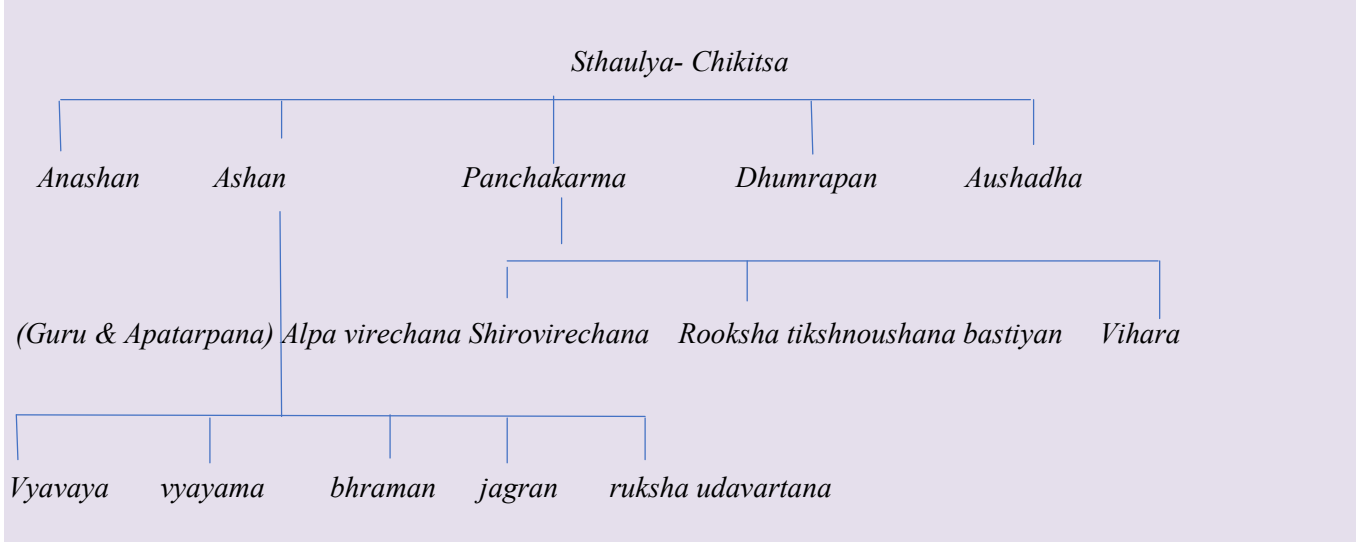 Sthaulya- Chikitsa
Anashan Ashan Panchakarma Dhumrapan Aushadha
(Guru & Apatarpana) Alpa virechana Shirovirechana Rooksha tikshnoushana bastiyan Vihara
Vyavaya vyayama bhraman jagran ruksha udavartana